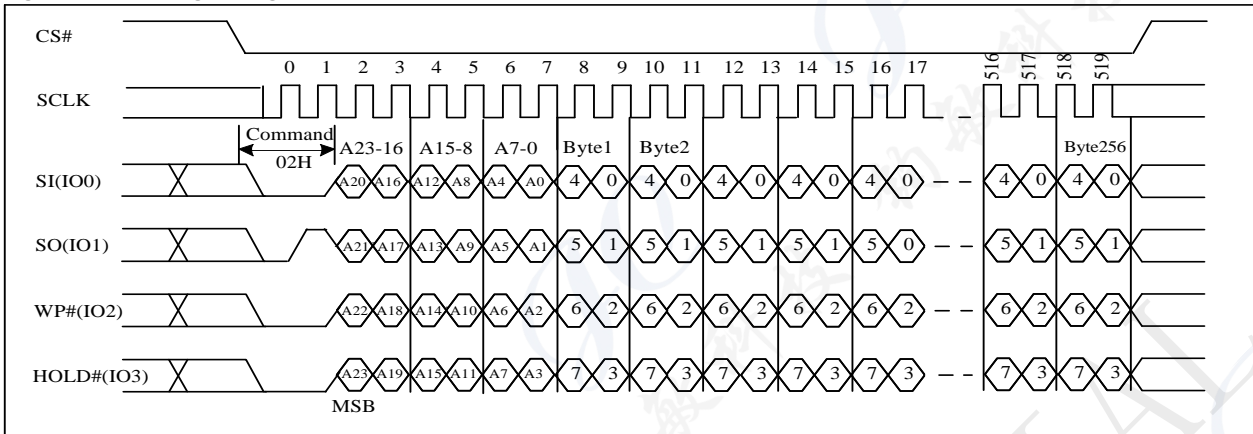 CS#
0 1 2 3 4 5 6 7 8 9 10 11 12 13 14 15 16 17 516 517 518 519
SCLK
Command
02H
A23-16 A15-8 A7-0 Byte1 Byte2 Byte256
SI(IO0) A20 A16 A12 A8 A4 A0 4 0 4 0 4 0 4 0 4 0 4 0 4 0
SO(IO1) A21 A17 A13 A9 A5 A1 5 1 5 1 5 1 5 1 5 0 5 1 5 1
WP#(IO2) A22 A18 A14 A10 A6 A2 6 2 6 2 6 2 6 2 6 2 6 2 6 2
HOLD#(IO3) A23 A19 A15 A11 A7 A3 7 3 7 3 7 3 7 3 7 3 7 3 7 3
MSB